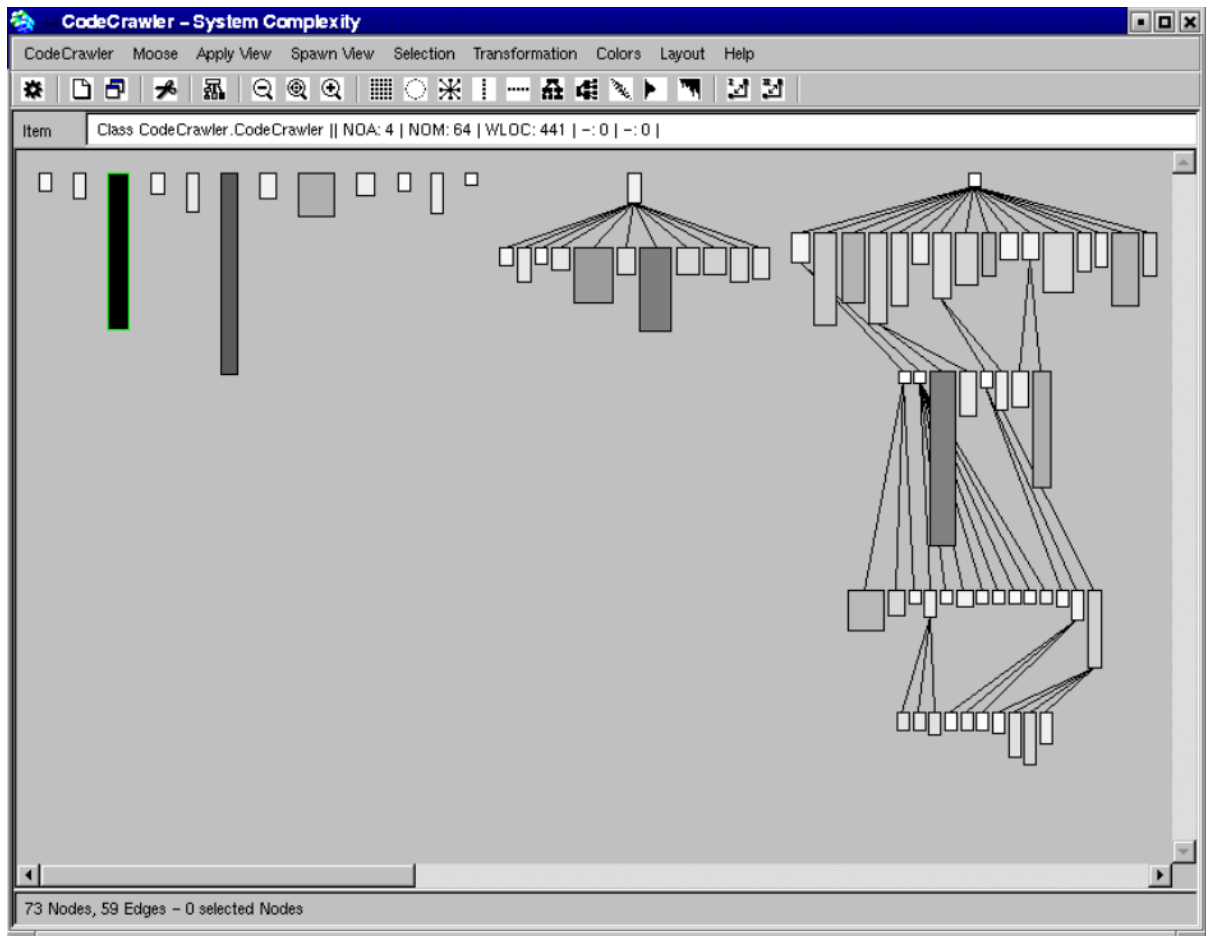 CodeCrawler – System Complexity
CodeCrawler Moose Apply View Spawn View Selection Transformation Colors Layout Help
Item Class CodeCrawler.CodeCrawler || NOA: 4 | NOM: 64 | WLOC: 441 | –: 0 | –: 0 |
73 Nodes, 59 Edges – 0 selected Nodes